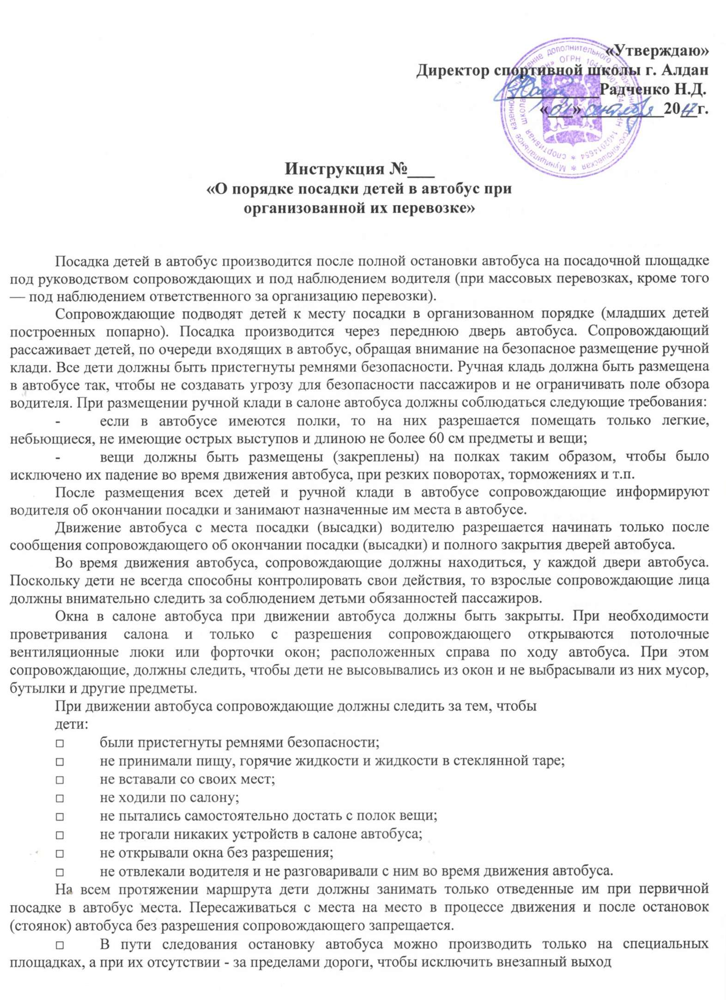 «Утверждаю»
Директор спортивной школы г. Алдан
____________Радченко Н.Д.
«01» сентября 2017г.
Муниципальное казенное учреждение дополнительного образования Детско-юношеская
спортивная школа Алдан» ОГРН ИНН 1402014654
Инструкция №___
«О порядке посадки детей в автобус при
организованной их перевозке»
Посадка детей в автобус производится после полной остановки автобуса на посадочной площадке
под руководством сопровождающих и под наблюдением водителя (при массовых перевозках, кроме того
— под наблюдением ответственного за организацию перевозки).
Сопровождающие подводят детей к месту посадки в организованном порядке (младших детей
построенных попарно). Посадка производится через переднюю дверь автобуса. Сопровождающий
рассаживает детей, по очереди входящих в автобус, обращая внимание на безопасное размещение ручной
клади. Все дети должны быть пристегнуты ремнями безопасности. Ручная кладь должна быть размещена
в автобусе так, чтобы не создавать угрозу для безопасности пассажиров и не ограничивать поле обзора
водителя. При размещении ручной клади в салоне автобуса должны соблюдаться следующие требования:
- если в автобусе имеются полки, то на них разрешается помещать только легкие,
небьющиеся, не имеющие острых выступов и длиною не более 60 см предметы и вещи;
- вещи должны быть размещены (закреплены) на полках таким образом, чтобы было
исключено их падение во время движения автобуса, при резких поворотах, торможениях и т.п.
После размещения всех детей и ручной клади в автобусе сопровождающие информируют
водителя об окончании посадки и занимают назначенные им места в автобусе.
Движение автобуса с места посадки (высадки) водителю разрешается начинать только после
сообщения сопровождающего об окончании посадки (высадки) и полного закрытия дверей автобуса.
Во время движения автобуса, сопровождающие должны находиться, у каждой двери автобуса.
Поскольку дети не всегда способны контролировать свои действия, то взрослые сопровождающие лица
должны внимательно следить за соблюдением детьми обязанностей пассажиров.
Окна в салоне автобуса при движении автобуса должны быть закрыты. При необходимости
проветривания салона и только с разрешения сопровождающего открываются потолочные
вентиляционные люки или форточки окон; расположенных справа по ходу автобуса. При этом
сопровождающие, должны следить, чтобы дети не высовывались из окон и не выбрасывали из них мусор,
бутылки и другие предметы.
При движении автобуса сопровождающие должны следить за тем, чтобы
дети:
□ были пристегнуты ремнями безопасности;
□ не принимали пищу, горячие жидкости и жидкости в стеклянной таре;
□ не вставали со своих мест;
□ не ходили по салону;
□ не пытались самостоятельно достать с полок вещи;
□ не трогали никаких устройств в салоне автобуса;
□ не открывали окна без разрешения;
□ не отвлекали водителя и не разговаривали с ним во время движения автобуса.
На всем протяжении маршрута дети должны занимать только отведенные им при первичной
посадке в автобус места. Пересаживаться с места на место в процессе движения и после остановок
(стоянок) автобуса без разрешения сопровождающего запрещается.
□ В пути следования остановку автобуса можно производить только на специальных
площадках, а при их отсутствии - за пределами дороги, чтобы исключить внезапный выход